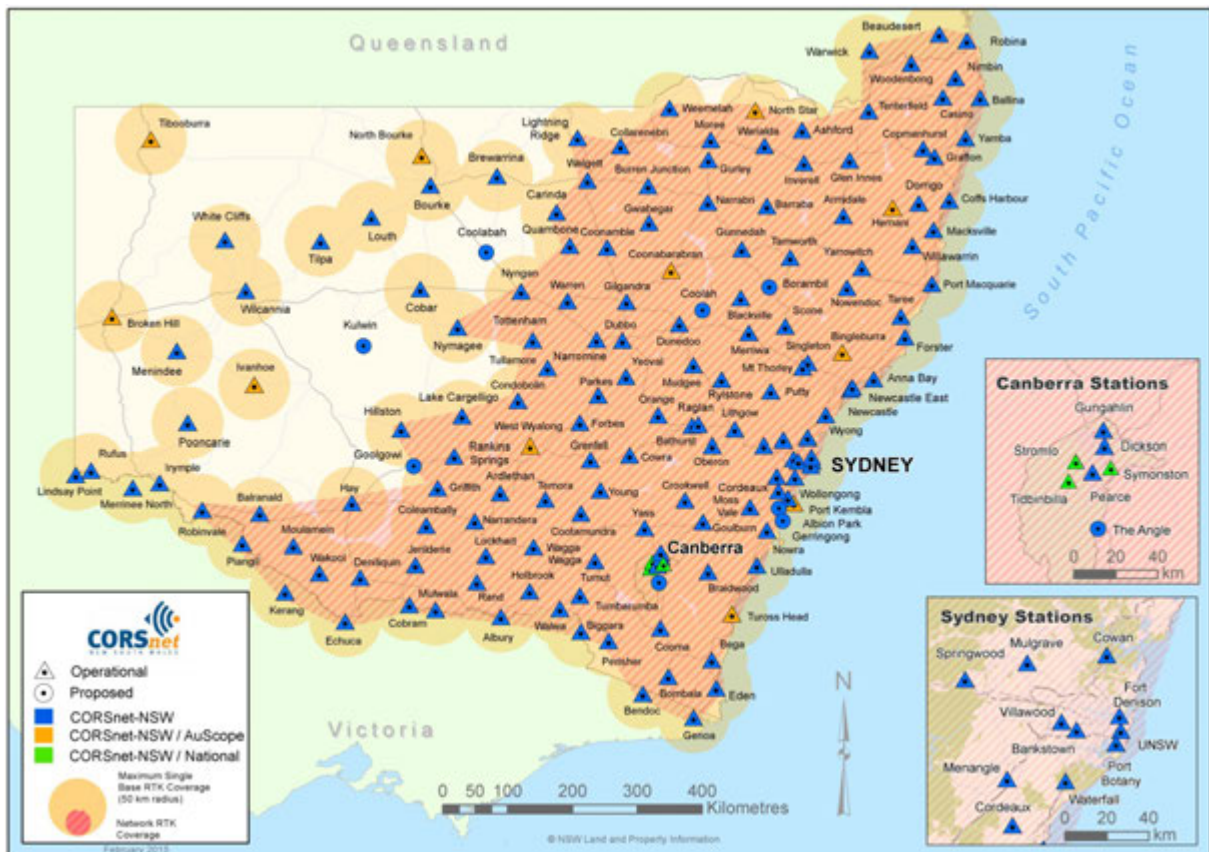 Queensland
Beaudesert
Robina
Warwick
Nimbin
Woodenbong
Weemelah
North Star
Tenterfield
Casino
Ballina
Tibooburra
North Bourke
Lightning
Ridge
Collarenebri
Moree
Warialda
Ashford
Copmanhurst
Yamba
Brewarrina
Walgett
Burren Junction
Gurley
Inverell
Glen Innes
Grafton
Bourke
Carinda
Gwabegar
Narrabri
Barraba
Armidale
Dorrigo
Coffs Harbour
White Cliffs
Louth
Coolabah
Quambone
Coonamble
Gunnedah
Tamworth
Hernani
Macksville
Tilpa
Coonabarabran
Yarrowitch
Willawarrin
Nyngan
Warren
Gilgandra
Coolah
Borambil
Port Macquarie
Wilcannia
Cobar
Blackville
Nowendoc
Taree
Broken Hill
Kulwin
Tottenham
Dubbo
Dunedoo
Scone
Bingleburra
Forster
Nymagee
Narromine
Merriwa
Singleton
Menindee
Ivanhoe
Tullamore
Yeoval
Mt Thorley
Condobolin
Parkes
Mudgee
Rylstone
Putty
Anna Bay
Newcastle East
Newcastle
Hillston
Lake Cargelligo
Orange
Raglan
Lithgow
Pooncarie
West Wyalong
Forbes
Bathurst
Wyong
Goolgowi
Rankins
Springs
Grenfell
Cowra
Oberon
SYDNEY
Rufus
Irymple
Lindsay Point
Merrinee North
Hay
Griffith
Ardlethan
Temora
Young
Crookwell
Cordeaux
Moss
Vale
Wollongong
Port Kembla
Albion Park
Gerringong
Robinvale
Balranald
Moulamein
Coleambally
Narrandera
Cootamundra
Yass
Goulburn
Nowra
Piangil
Wakool
Deniliquin
Jerilderie
Lockhart
Wagga
Wagga
Tumut
Canberra
Ulladulla
Braidwood
Kerang
Mulwala
Rand
Holbrook
Tumbarumba
Tuross Head
Echuca
Cobram
Albury
Walwa
Biggara
Cooma
Bega
Perisher
Bombala
Eden
Bendoc
Genoa
Victoria
South Pacific Ocean
N
0 50 100 200 300 400
Kilometres
© NSW Land and Property Information
CORSnet
NEW SOUTH WALES
Operational
Proposed
CORSnet-NSW
CORSnet-NSW / AuScope
CORSnet-NSW / National
Maximum Single
Base RTK Coverage
(50 km radius)
Network RTK
Coverage
February 2015
Canberra Stations
Gungahlin
Stromlo
Dickson
Symonston
Tidbinbilla
Pearce
The Angle
0 20 40
km
Sydney Stations
Mulgrave
Cowan
Springwood
Fort
Denison
Villawood
Bankstown
UNSW
Menangle
Port
Botany
Cordeaux
Waterfall
0 20 40
km